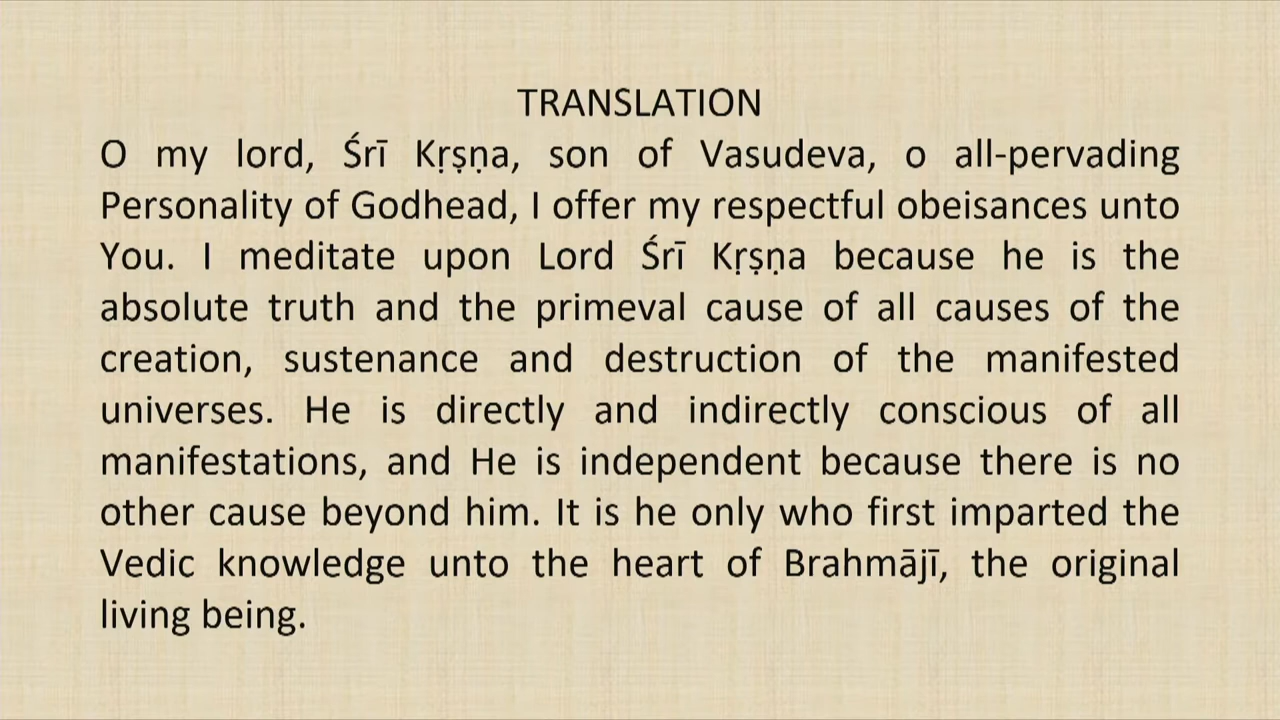 TRANSLATION
O my lord, Śrī Kṛṣṇa, son of Vasudeva, o all-pervading
Personality of Godhead, I offer my respectful obeisances unto
You. I meditate upon Lord Śrī Kṛṣṇa because he is the
absolute truth and the primeval cause of all causes of the
creation, sustenance and destruction of the manifested
universes. He is directly and indirectly conscious of all
manifestations, and He is independent because there is no
other cause beyond him. It is he only who first imparted the
Vedic knowledge unto the heart of Brahmājī, the original
living being.